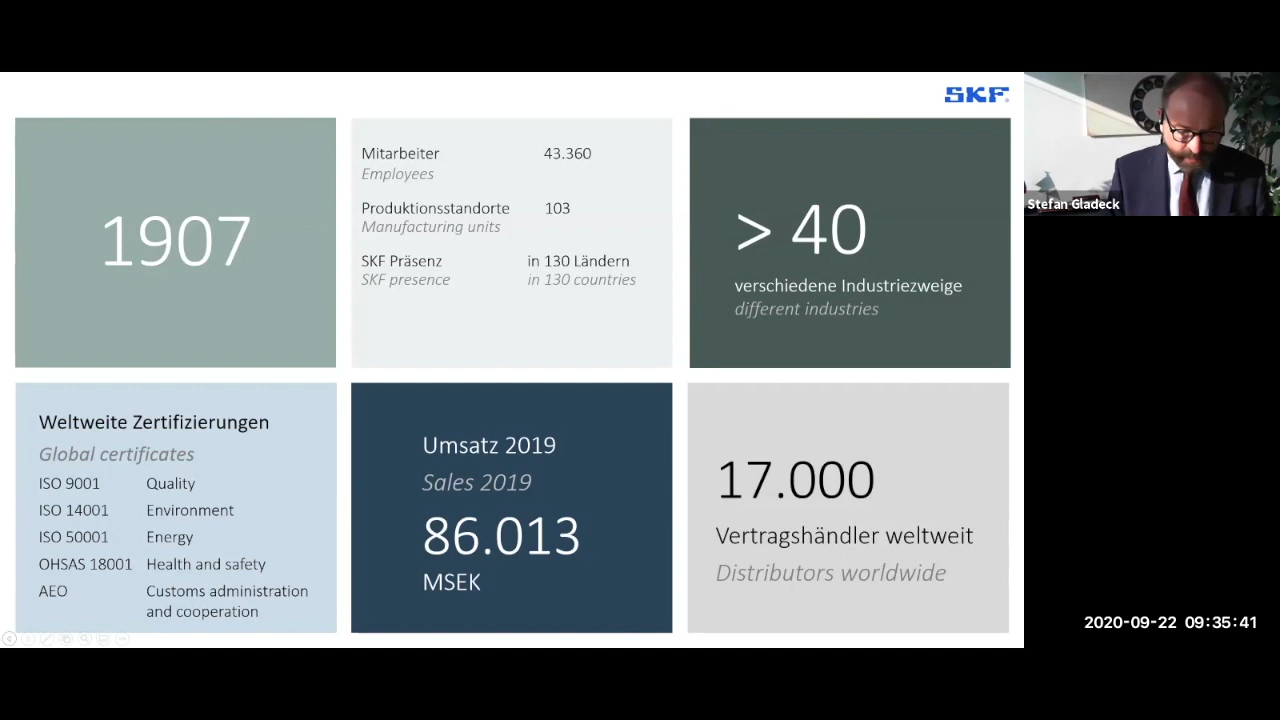 SKF
1907
Mitarbeiter 43.360
Employees
Produktionsstandorte 103
Manufacturing units
SKF Präsenz in 130 Ländern
SKF presence in 130 countries
> 40
verschiedene Industriezweige
different industries
Weltweite Zertifizierungen
Global certificates
ISO 9001 Quality
ISO 14001 Environment
ISO 50001 Energy
OHSAS 18001 Health and safety
AEO Customs administration
and cooperation
Umsatz 2019
Sales 2019
86.013
MSEK
17.000
Vertragshändler weltweit
Distributors worldwide
Stefan Gladeck
2020-09-22 09:35:41